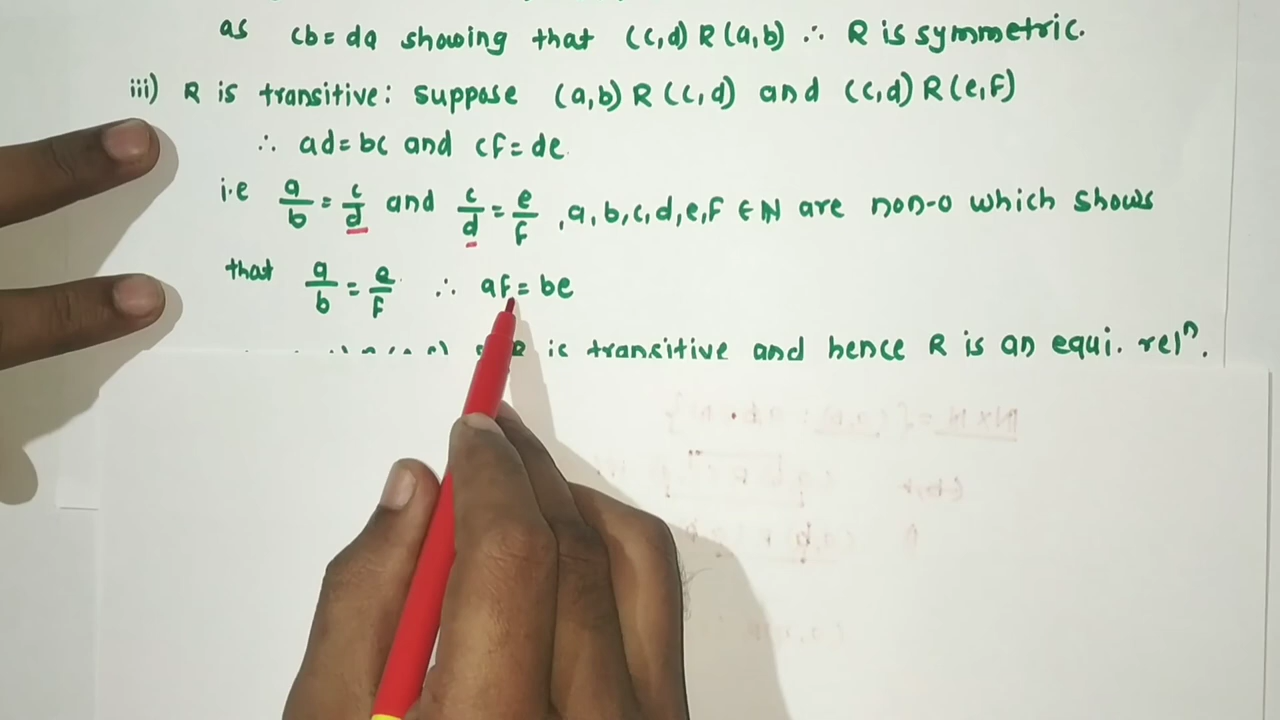 as cb = da showing that (c,d) R (a,b) ∴ R is symmetric.
iii) R is transitive: suppose (a,b) R (c,d) and (c,d) R (e,f)
∴ ad = bc and cf = de
i.e a/b = c/d and c/d = e/f , a,b,c,d,e,f ∈ N are non-0 which shows
that a/b = e/f ∴ af = be
R is transitive and hence R is an equi. relⁿ.